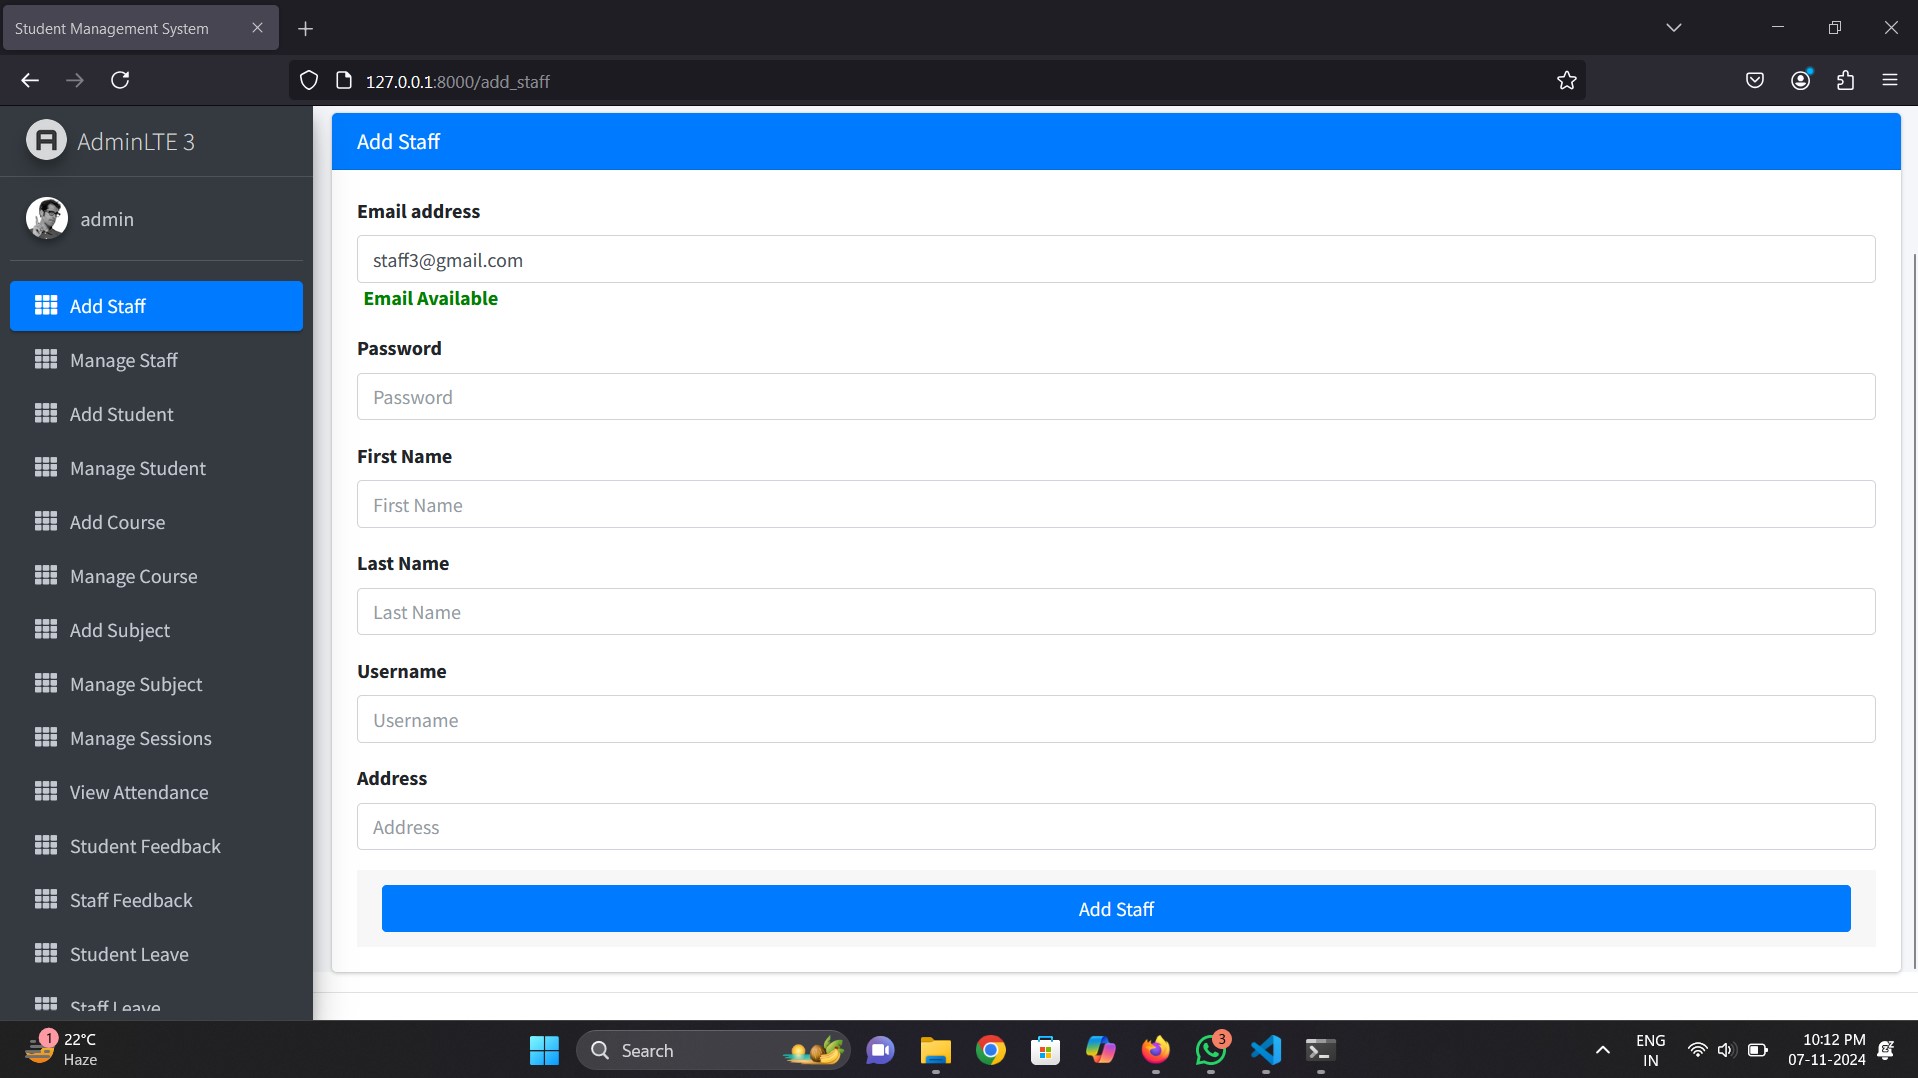 Student Management System
127.0.0.1:8000/add_staff
AdminLTE 3
admin
Add Staff
Manage Staff
Add Student
Manage Student
Add Course
Manage Course
Add Subject
Manage Subject
Manage Sessions
View Attendance
Student Feedback
Staff Feedback
Student Leave
Staff Leave
Add Staff
Email address
staff3@gmail.com
Email Available
Password
Password
First Name
First Name
Last Name
Last Name
Username
Username
Address
Address
Add Staff
1
22°C
Haze
Search
3
ENG
IN
10:12 PM
07-11-2024